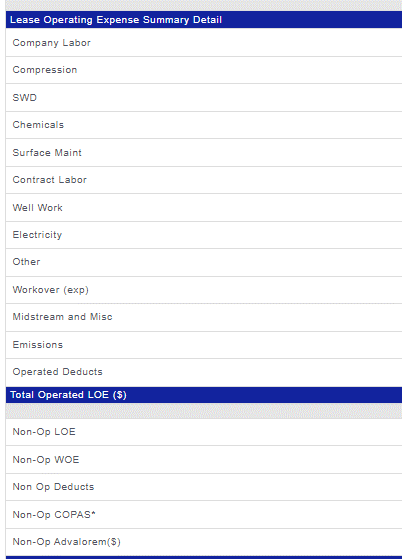 Lease Operating Expense Summary Detail
Company Labor
Compression
SWD
Chemicals
Surface Maint
Contract Labor
Well Work
Electricity
Other
Workover (exp)
Midstream and Misc
Emissions
Operated Deducts
Total Operated LOE ($)
Non-Op LOE
Non-Op WOE
Non Op Deducts
Non-Op COPAS*
Non-Op Advalorem($)